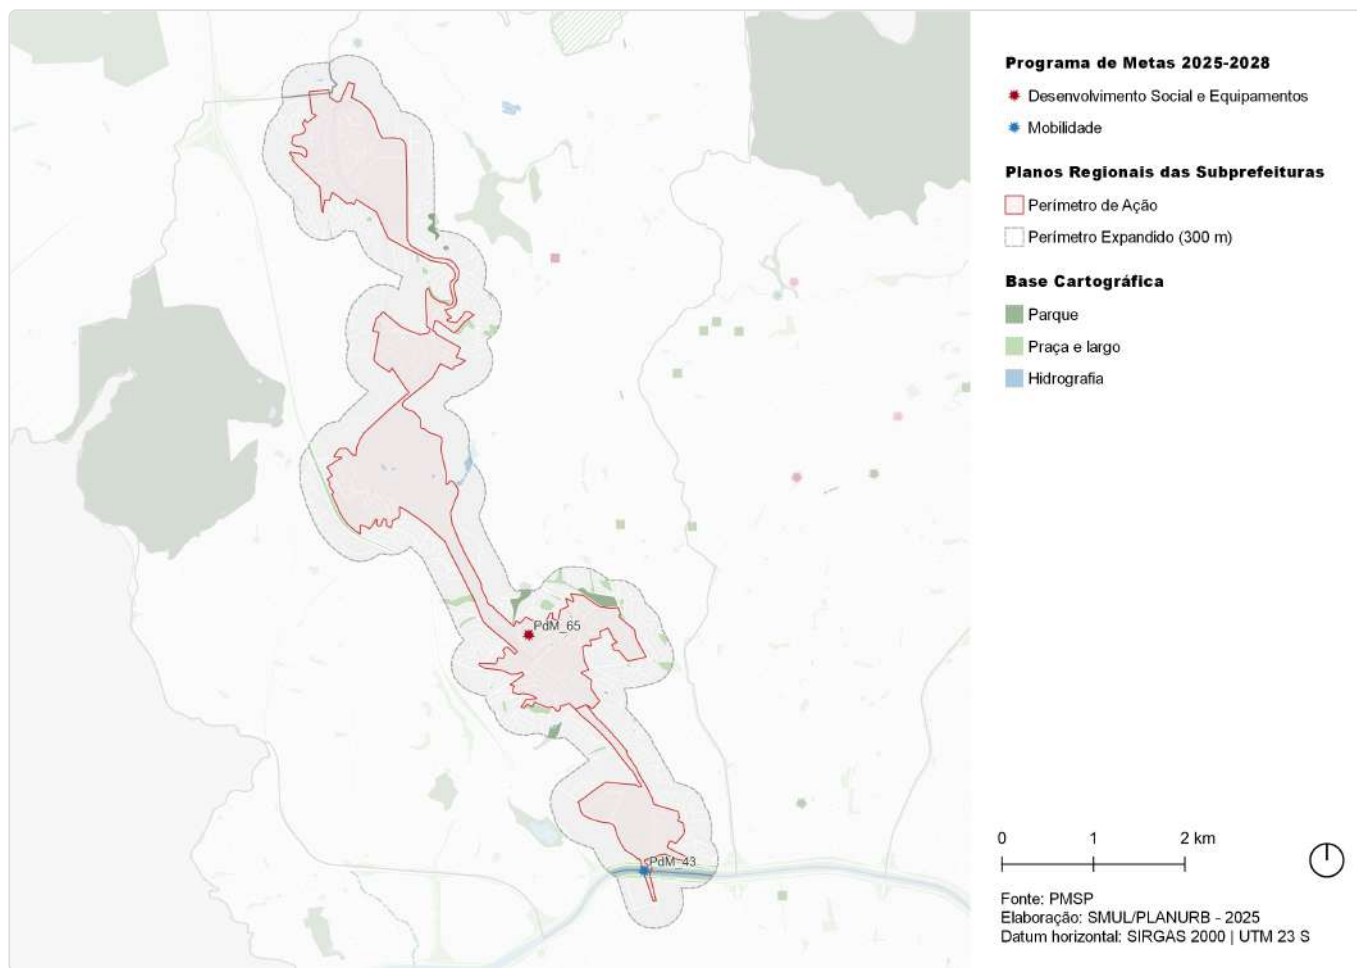 Programa de Metas 2025-2028
Desenvolvimento Social e Equipamentos
Mobilidade
Planos Regionais das Subprefeituras
Perímetro de Ação
Perímetro Expandido (300 m)
Base Cartográfica
Parque
Praça e largo
Hidrografia
PdM_65
PdM_43
0 1 2 km
Fonte: PMSP
Elaboração: SMUL/PLANURB - 2025
Datum horizontal: SIRGAS 2000 | UTM 23 S